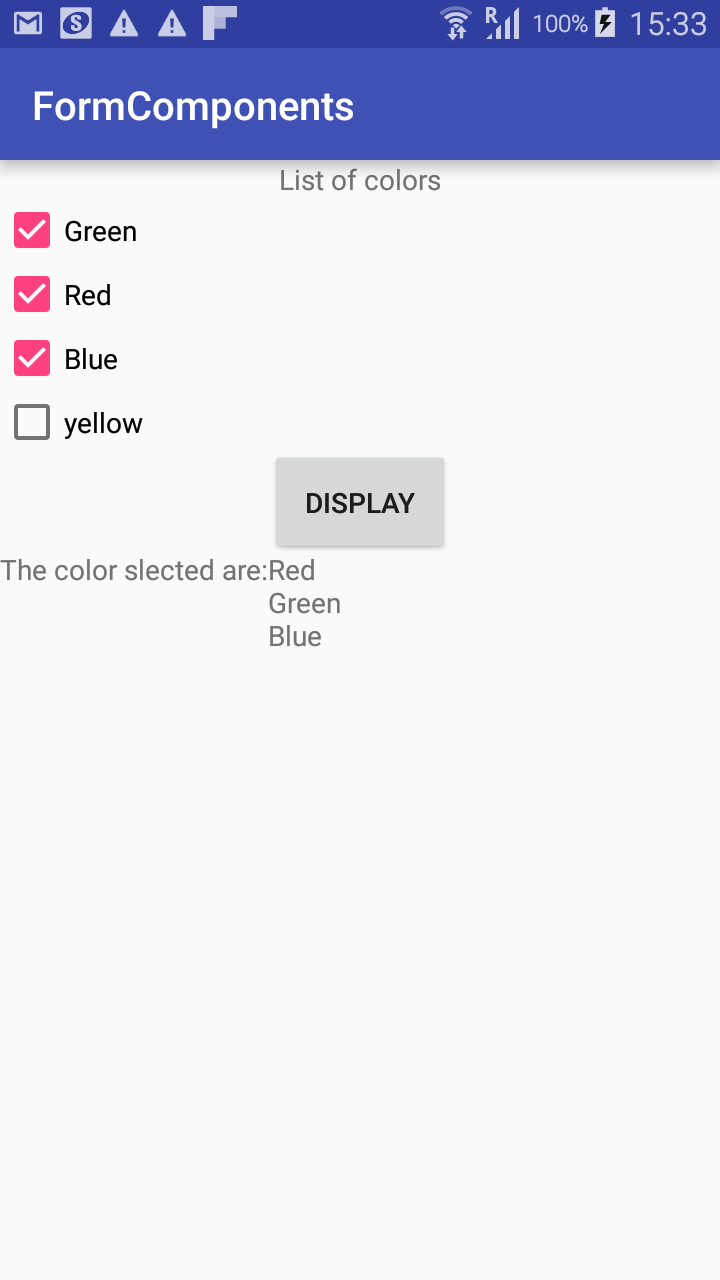 R 100% 15:33
FormComponents
List of colors
Green
Red
Blue
yellow
DISPLAY
The color slected are:Red
Green
Blue